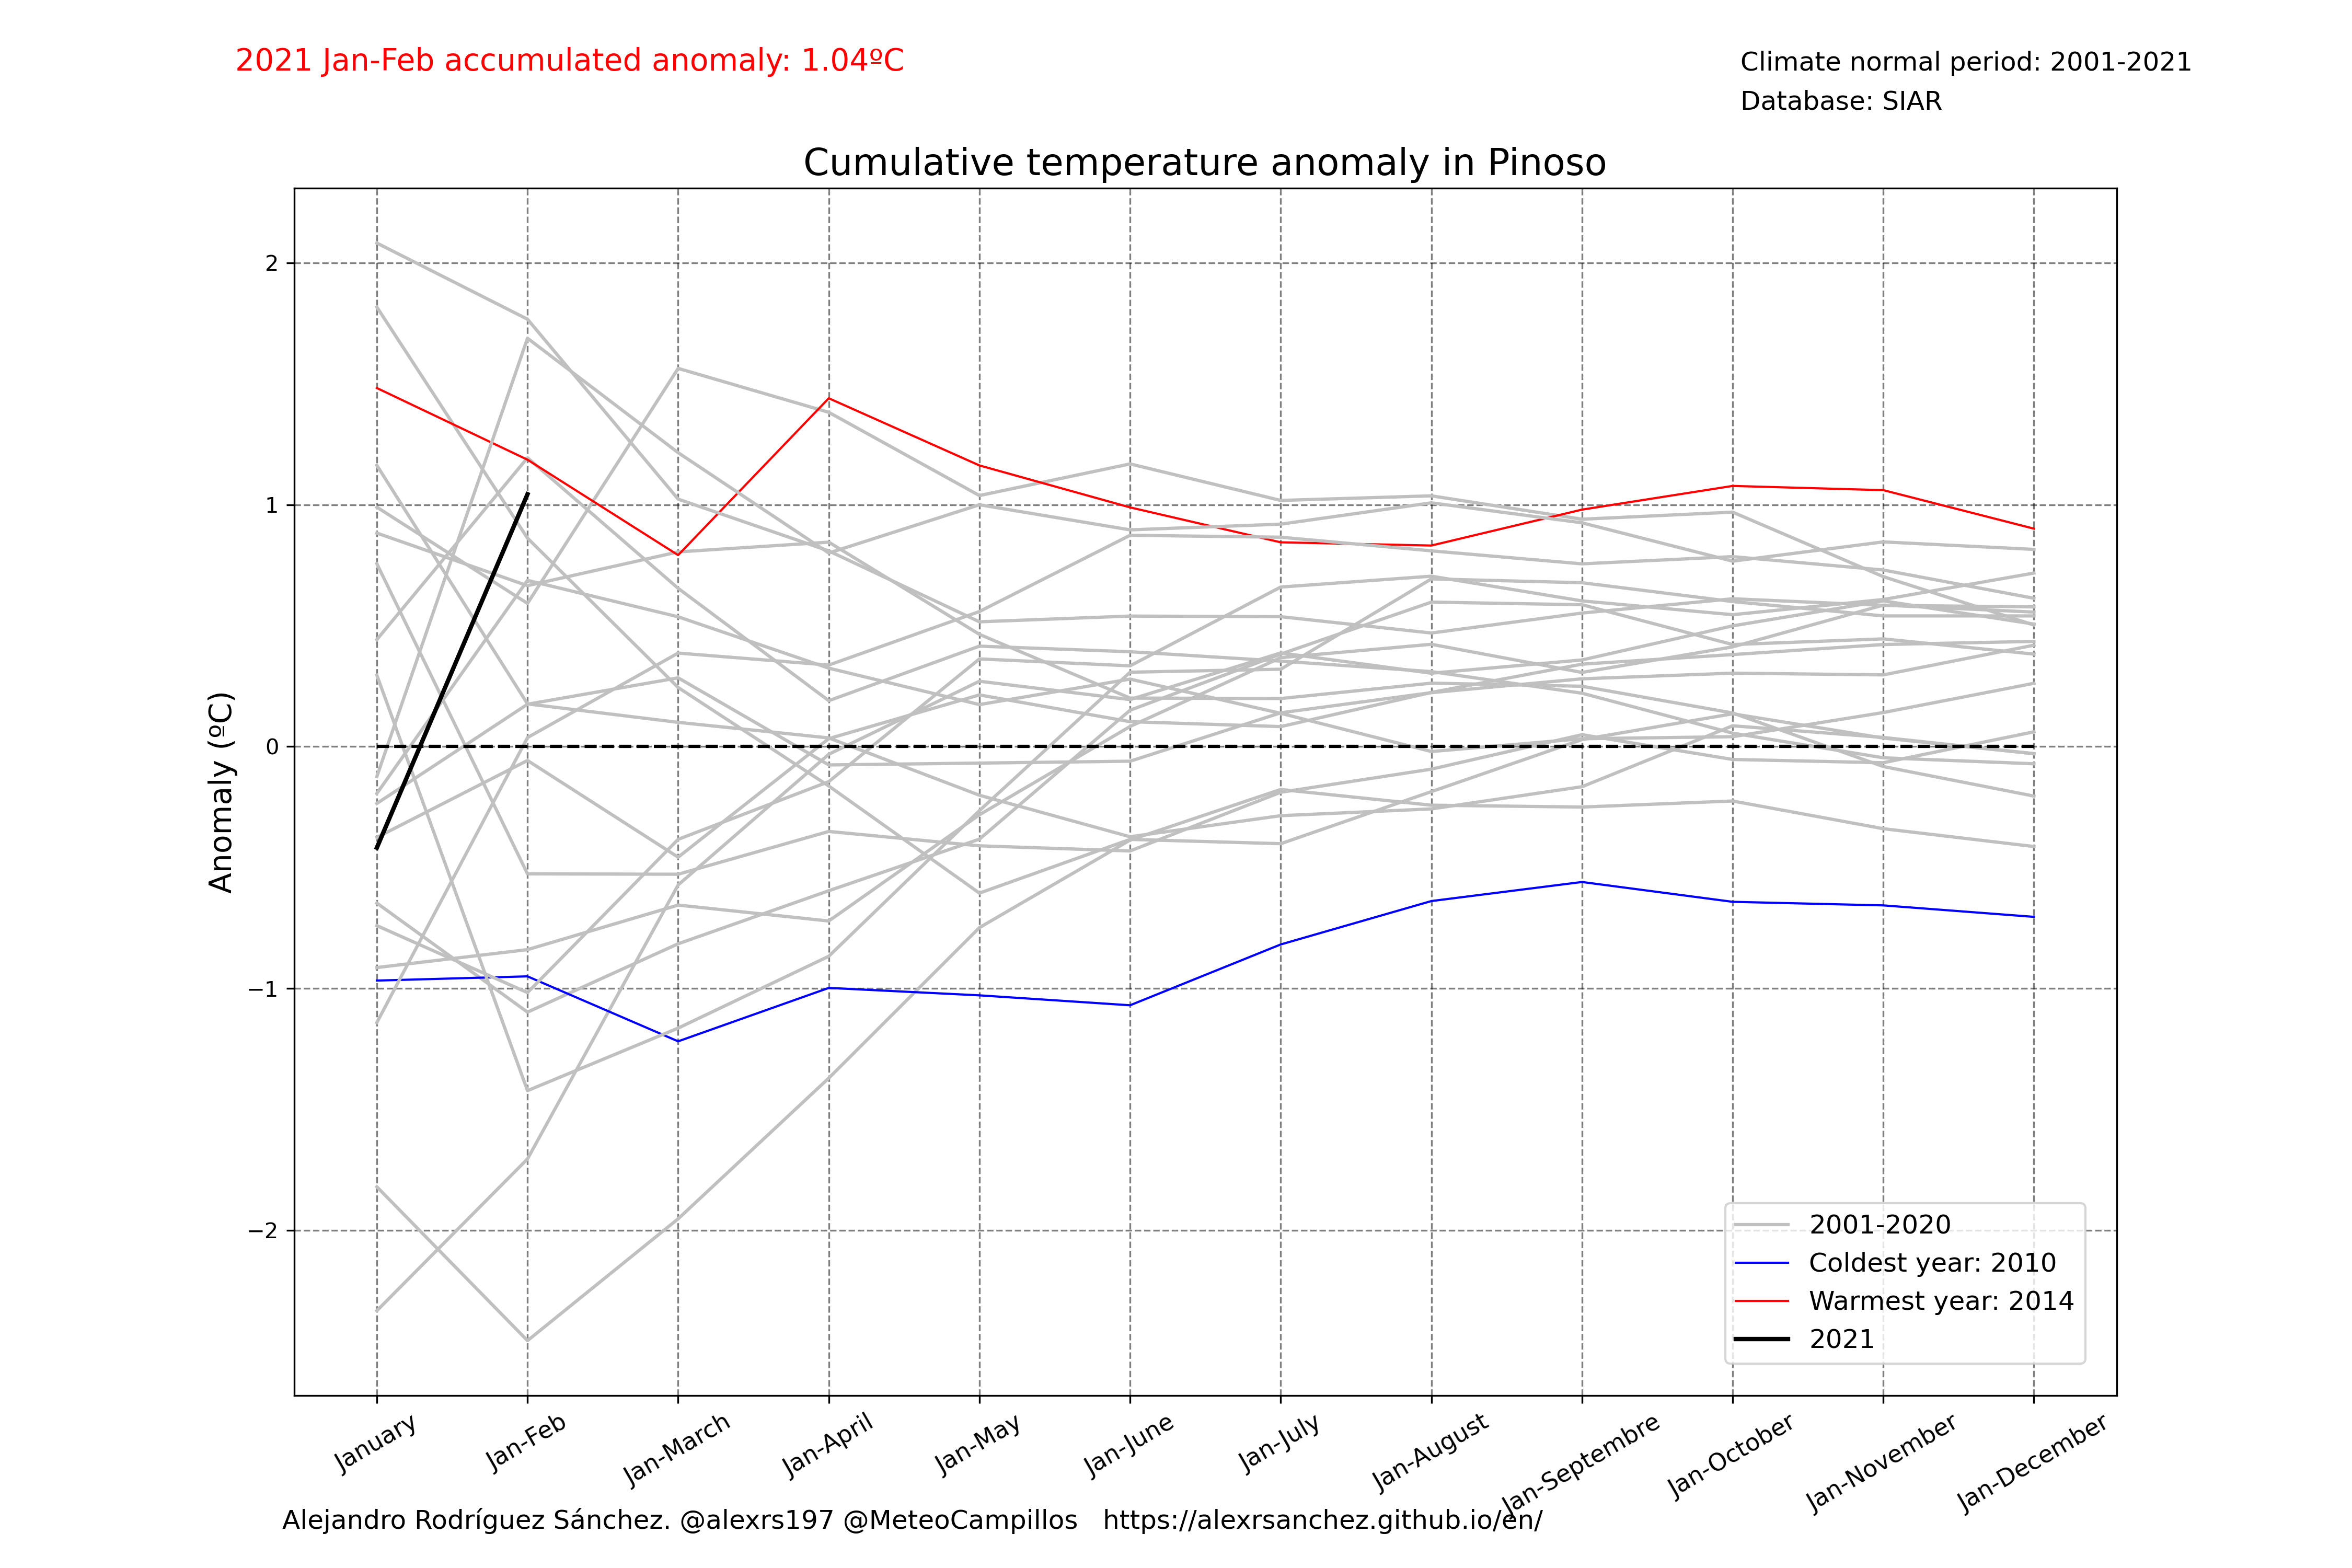 2021 Jan-Feb accumulated anomaly: 1.04ºC
Climate normal period: 2001-2021
Database: SIAR
Cumulative temperature anomaly in Pinoso
Anomaly (ºC)
2
1
0
−1
−2
2001-2020
Coldest year: 2010
Warmest year: 2014
2021
January
Jan-Feb
Jan-March
Jan-April
Jan-May
Jan-June
Jan-July
Jan-August
Jan-Septembre
Jan-October
Jan-November
Jan-December
Alejandro Rodríguez Sánchez. @alexrs197 @MeteoCampillos https://alexrsanchez.github.io/en/